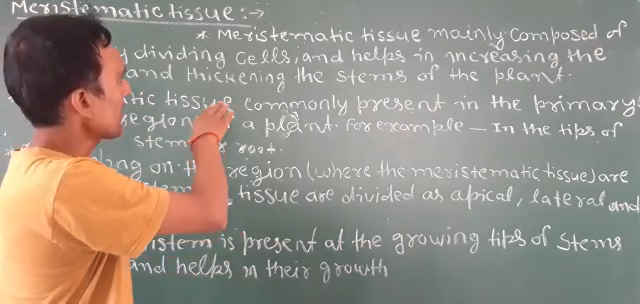 Meristematic tissue:→
* Meristematic tissue mainly composed of
dividing cells, and helps in increasing the
and thickening the stems of the plant.
tic tissue commonly present in the primary
egion a plant. For example — In the tips of
stem root.
ing on the region (where the meristematic tissue) are
tissue are divided as apical, lateral and
istem is present at the growing tips of stems
and helps in their growth